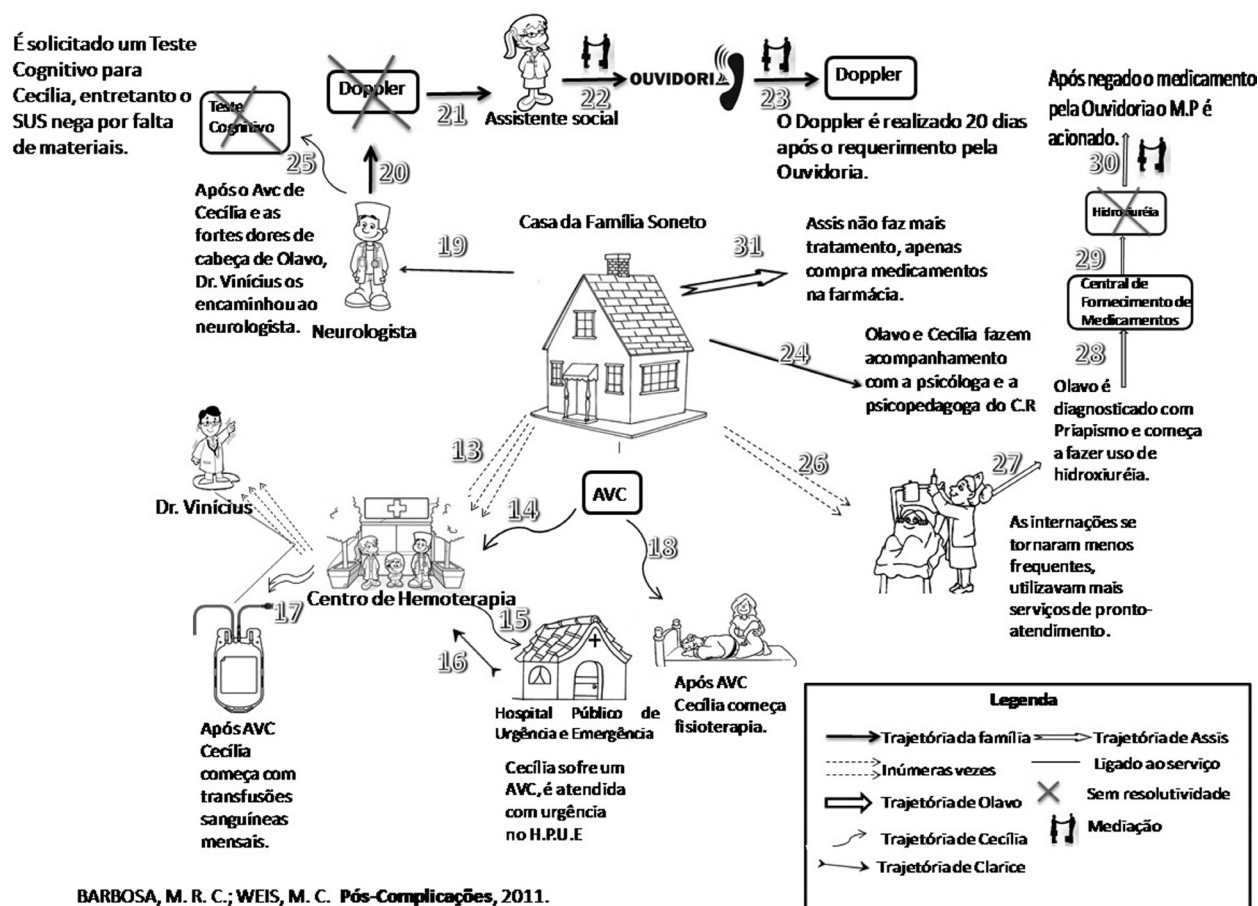 É solicitado um Teste
Cognitivo para
Cecília, entretanto o
SUS nega por falta
de materiais.
Teste
Cognitivo
25
Doppler
20
21
Assistente social
22
OUVIDORIA
23
Doppler
O Doppler é realizado 20 dias
após o requerimento pela
Ouvidoria.
Após negado o medicamento
pela Ouvidoria o M.P é
acionado.
30
Hidroxiuréia
29
Central de
Fornecimento de
Medicamentos
28
Olavo é
diagnosticado com
Priapismo e começa
a fazer uso de
hidroxiuréia.
Após o Avc de
Cecília e as
fortes dores de
cabeça de Olavo,
Dr. Vinícius os
encaminhou ao
neurologista.
Neurologista
19
Casa da Família Soneto
31
Assis não faz mais
tratamento, apenas
compra medicamentos
na farmácia.
24
Olavo e Cecília fazem
acompanhamento
com a psicóloga e a
psicopedagoga do C.R
13
26
27
As internações se
tornaram menos
frequentes,
utilizavam mais
serviços de pronto-
atendimento.
Dr. Vinícius
AVC
14
18
Centro de Hemoterapia
15
16
17
Após AVC
Cecília
começa com
transfusões
sanguíneas
mensais.
Hospital Público de
Urgência e Emergência
Cecília sofre um
AVC, é atendida
com urgência
no H.P.U.E
Após AVC
Cecília começa
fisioterapia.
Legenda
Trajetória da família
Trajetória de Assis
Inúmeras vezes
Ligado ao serviço
Trajetória de Olavo
Sem resolutividade
Trajetória de Cecília
Mediação
Trajetória de Clarice
BARBOSA, M. R. C.; WEIS, M. C. Pós-Complicações, 2011.